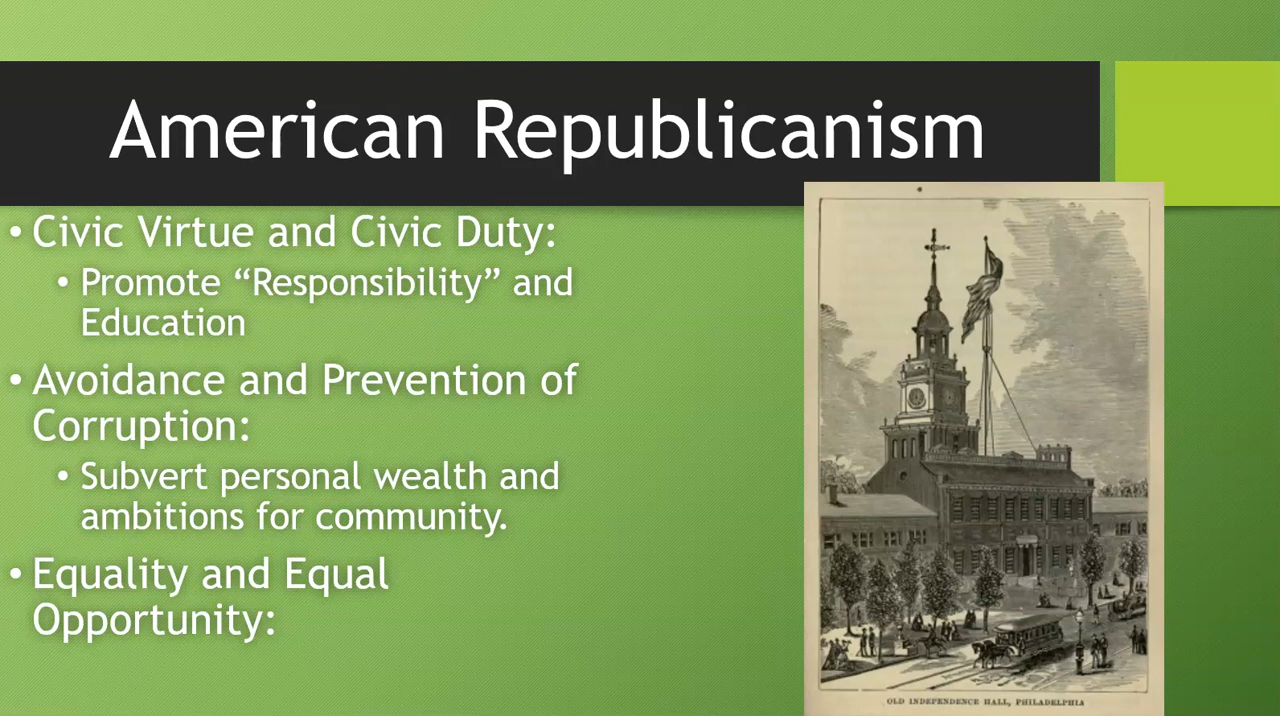 American Republicanism
• Civic Virtue and Civic Duty:
• Promote “Responsibility” and
Education
• Avoidance and Prevention of
Corruption:
• Subvert personal wealth and
ambitions for community.
• Equality and Equal
Opportunity:
OLD INDEPENDENCE HALL, PHILADELPHIA